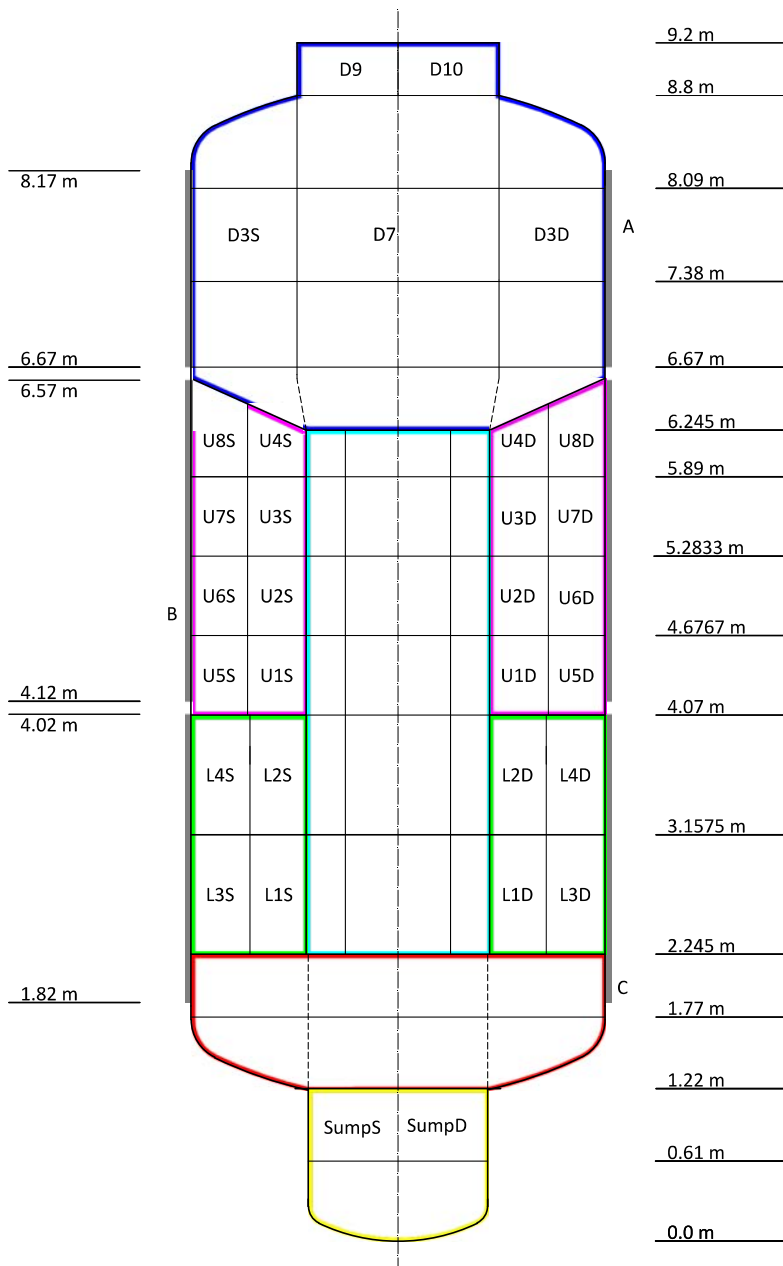 9.2 m
D9 D10
8.8 m
8.17 m
8.09 m
D3S D7 D3D
A
7.38 m
6.67 m
6.67 m
6.57 m
6.245 m
U8S U4S U4D U8D
5.89 m
U7S U3S U3D U7D
5.2833 m
U6S U2S U2D U6D
B
4.6767 m
U5S U1S U1D U5D
4.12 m
4.07 m
4.02 m
L4S L2S L2D L4D
3.1575 m
L3S L1S L1D L3D
2.245 m
C
1.82 m
1.77 m
1.22 m
SumpS SumpD
0.61 m
0.0 m